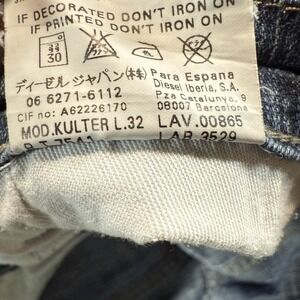 IF DECORATED DON'T IRON ON
IF PRINTED DON'T IRON ON
30
ディーゼル ジャパン(株)
06 6271-6112
CIF no: A62226170
Para Espana
Diesel Iberia, S.A.
Pza Catalunya, 9
08007 Barcelona
MOD.KULTER L.32 LAV.00865
LAR.3529